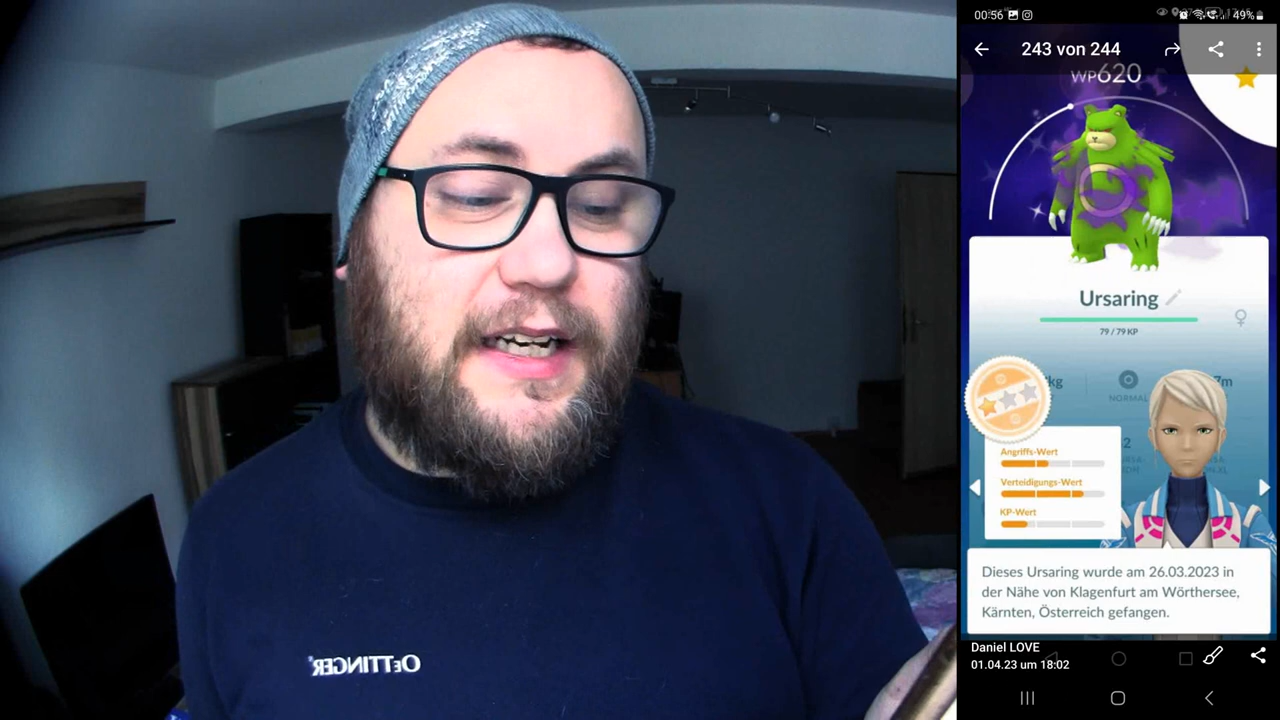 00:56
49%
243 von 244
WP620
Ursaring
79 / 79 KP
kg
7m
NORMAL
Angriffs-Wert
Verteidigungs-Wert
KP-Wert
Dieses Ursaring wurde am 26.03.2023 in
der Nähe von Klagenfurt am Wörthersee,
Kärnten, Österreich gefangen.
Daniel LOVE
01.04.23 um 18:02
OeTTINGER